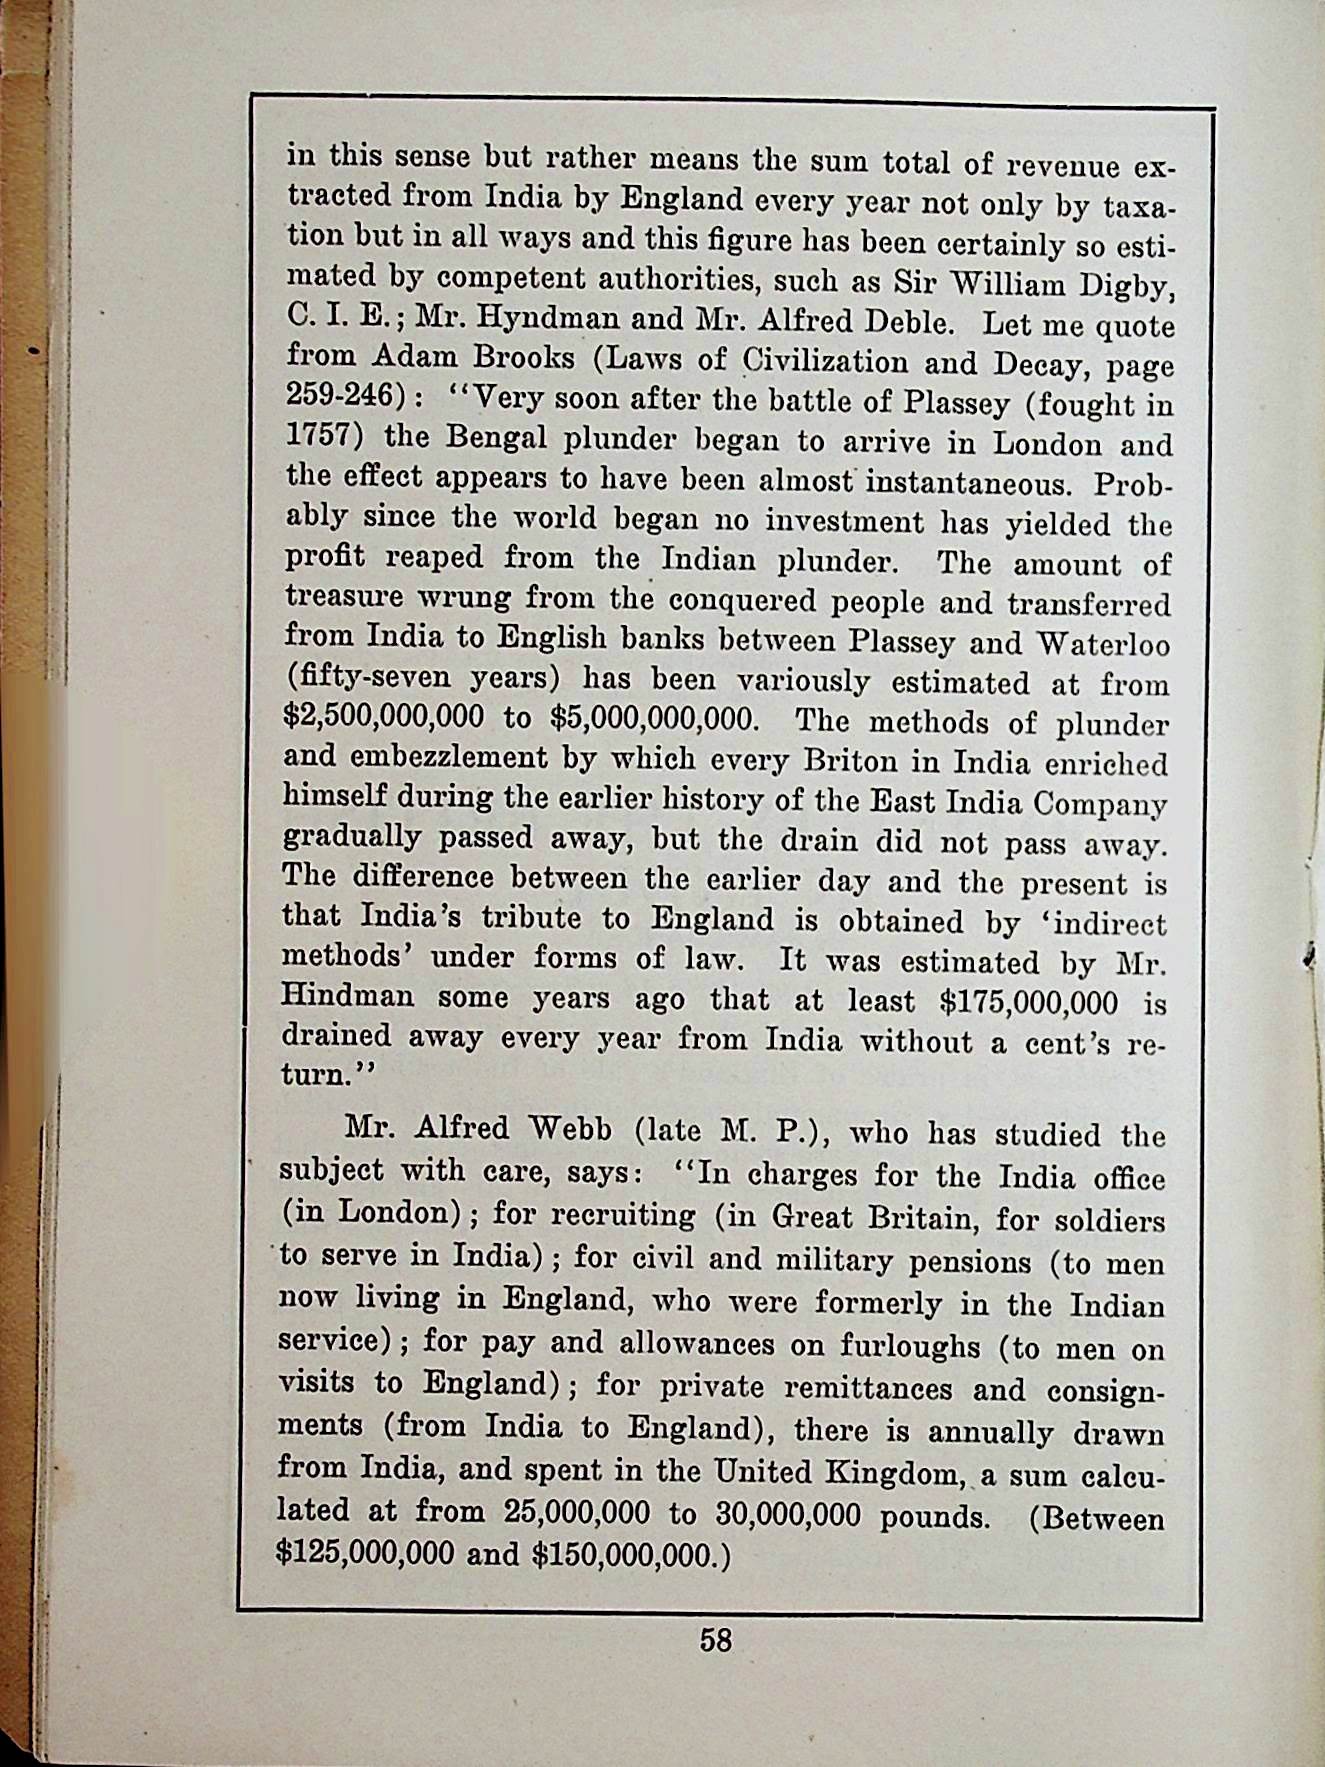 in this sense but rather means the sum total of revenue ex-
tracted from India by England every year not only by taxa-
tion but in all ways and this figure has been certainly so esti-
mated by competent authorities, such as Sir William Digby,
C. I. E.; Mr. Hyndman and Mr. Alfred Deble. Let me quote
from Adam Brooks (Laws of Civilization and Decay, page
259-246): “Very soon after the battle of Plassey (fought in
1757) the Bengal plunder began to arrive in London and
the effect appears to have been almost instantaneous. Prob-
ably since the world began no investment has yielded the
profit reaped from the Indian plunder. The amount of
treasure wrung from the conquered people and transferred
from India to English banks between Plassey and Waterloo
(fifty-seven years) has been variously estimated at from
$2,500,000,000 to $5,000,000,000. The methods of plunder
and embezzlement by which every Briton in India enriched
himself during the earlier history of the East India Company
gradually passed away, but the drain did not pass away.
The difference between the earlier day and the present is
that India’s tribute to England is obtained by ‘indirect
methods’ under forms of law. It was estimated by Mr.
Hindman some years ago that at least $175,000,000 is
drained away every year from India without a cent’s re-
turn.”
Mr. Alfred Webb (late M. P.), who has studied the
subject with care, says: “In charges for the India office
(in London); for recruiting (in Great Britain, for soldiers
to serve in India); for civil and military pensions (to men
now living in England, who were formerly in the Indian
service); for pay and allowances on furloughs (to men on
visits to England); for private remittances and consign-
ments (from India to England), there is annually drawn
from India, and spent in the United Kingdom, a sum calcu-
lated at from 25,000,000 to 30,000,000 pounds. (Between
$125,000,000 and $150,000,000.)
58